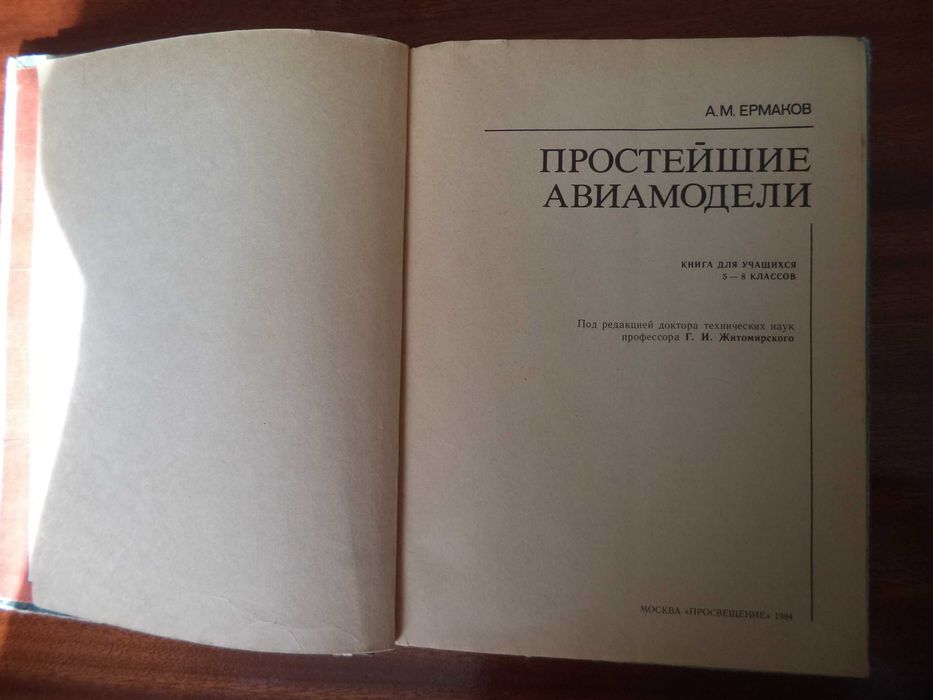 А.М. ЕРМАКОВ
ПРОСТЕЙШИЕ
АВИАМОДЕЛИ
КНИГА ДЛЯ УЧАЩИХСЯ
5 — 8 КЛАССОВ
Под редакцией доктора технических наук
профессора Г. И. Житомирского
МОСКВА «ПРОСВЕЩЕНИЕ» 1984